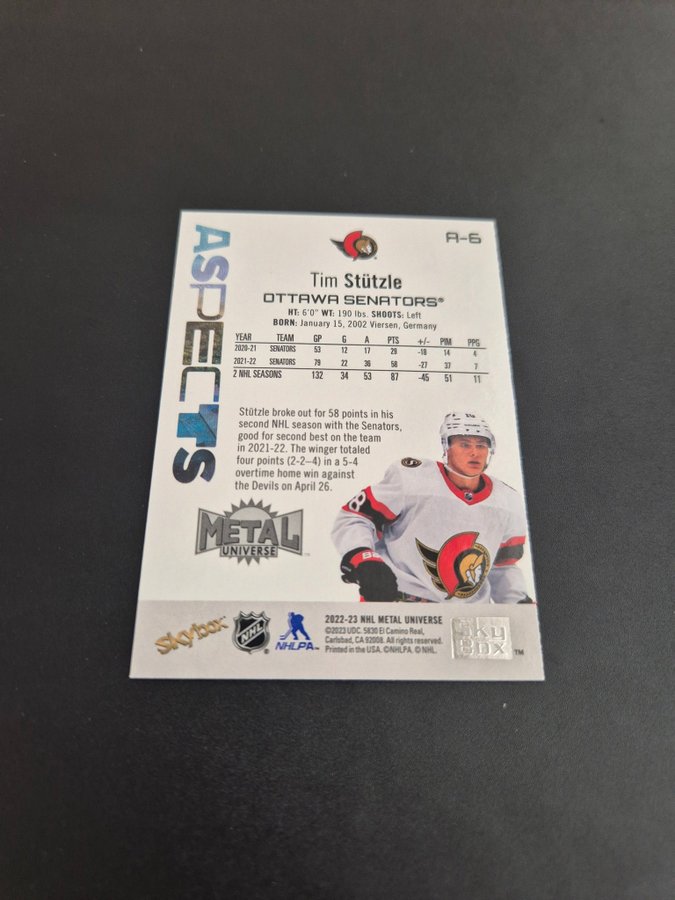 A-6
ASPECTS
Tim Stützle
OTTAWA SENATORS®
HT: 6'0" WT: 190 lbs. SHOOTS: Left
BORN: January 15, 2002 Viersen, Germany
YEAR TEAM GP G A PTS +/- PIM PPG
2020-21 SENATORS 53 12 17 29 -18 14 4
2021-22 SENATORS 79 22 36 58 -27 37 7
2 NHL SEASONS 132 34 53 87 -45 51 11
Stützle broke out for 58 points in his
second NHL season with the Senators,
good for second best on the team
in 2021-22. The winger totaled
four points (2-2–4) in a 5-4
overtime home win against
the Devils on April 26.
METAL
UNIVERSE
™
18
skybox
NHL
NHLPA™
2022-23 NHL METAL UNIVERSE
©2023 UDC. 5830 El Camino Real,
Carlsbad, CA 92008. All rights reserved.
Printed in the USA. ©NHLPA. © NHL.
SKY
BOX ™